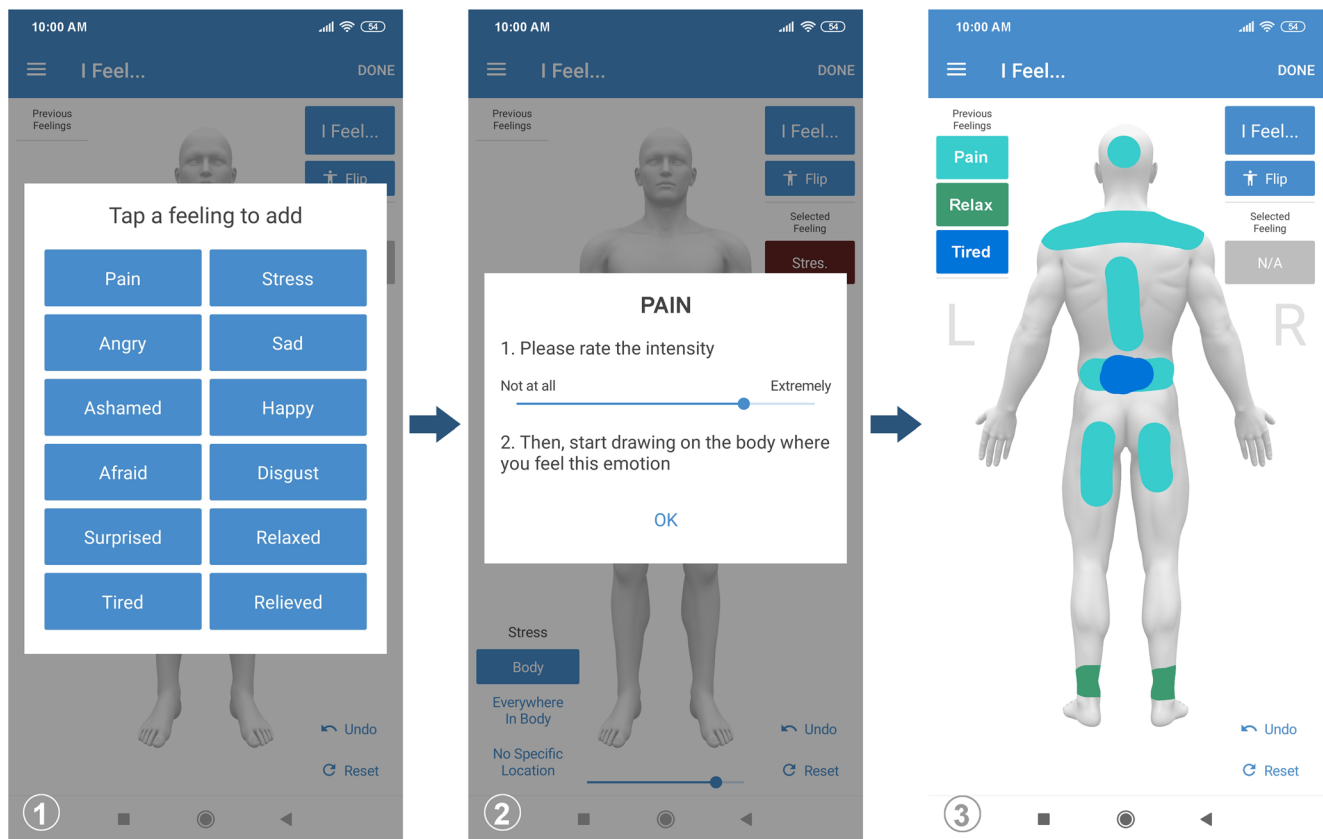 10:00 AM
54
I Feel...
DONE
Previous
Feelings
I Feel...
Flip
Tap a feeling to add
Pain
Stress
Angry
Sad
Ashamed
Happy
Afraid
Disgust
Surprised
Relaxed
Tired
Relieved
Undo
Reset
1
10:00 AM
54
I Feel...
DONE
Previous
Feelings
I Feel...
Flip
Selected
Feeling
Stres.
PAIN
1. Please rate the intensity
Not at all
Extremely
2. Then, start drawing on the body where
you feel this emotion
OK
Stress
Body
Everywhere
In Body
No Specific
Location
Undo
Reset
2
10:00 AM
54
I Feel...
DONE
Previous
Feelings
Pain
Relax
Tired
I Feel...
Flip
Selected
Feeling
N/A
L
R
Undo
Reset
3